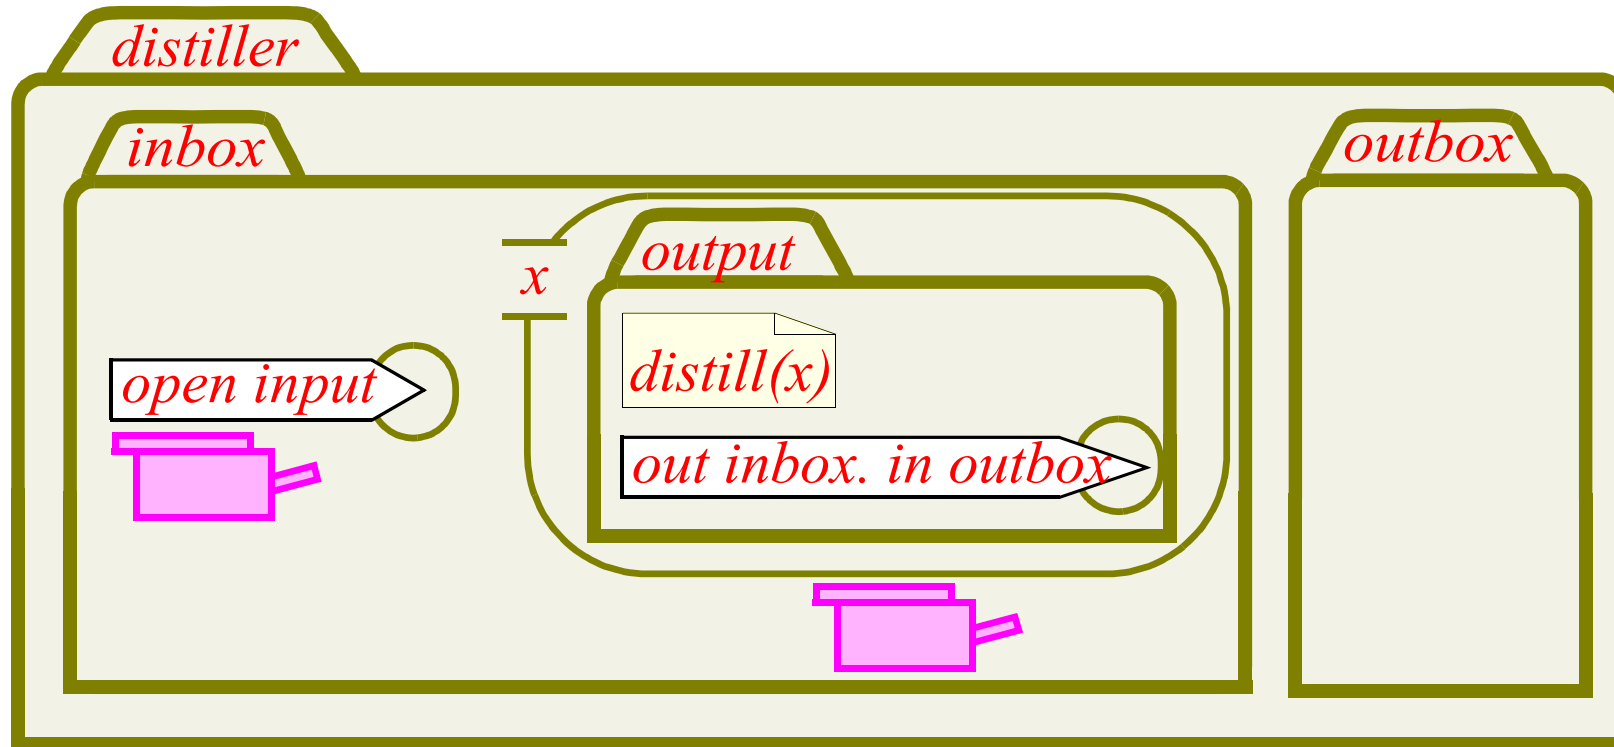 distiller
inbox
outbox
output
x
distill(x)
open input
out inbox. in outbox